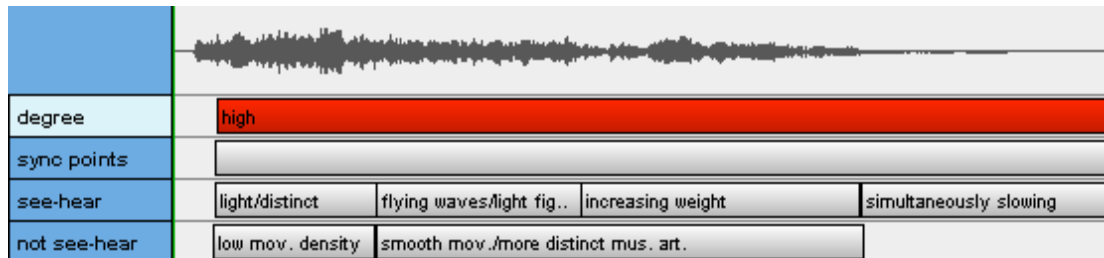 degree
high
sync points
see-hear
light/distinct
flying waves/light fig..
increasing weight
simultaneously slowing
not see-hear
low mov. density
smooth mov./more distinct mus. art.